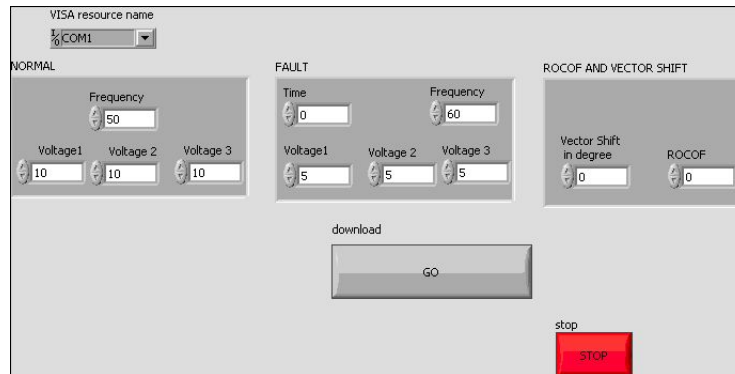 VISA resource name
COM1
NORMAL
Frequency
50
Voltage1 Voltage 2 Voltage 3
10 10 10
FAULT
Time Frequency
0 60
Voltage1 Voltage 2 Voltage 3
5 5 5
ROCOF AND VECTOR SHIFT
Vector Shift
in degree ROCOF
0 0
download
GO
stop
STOP